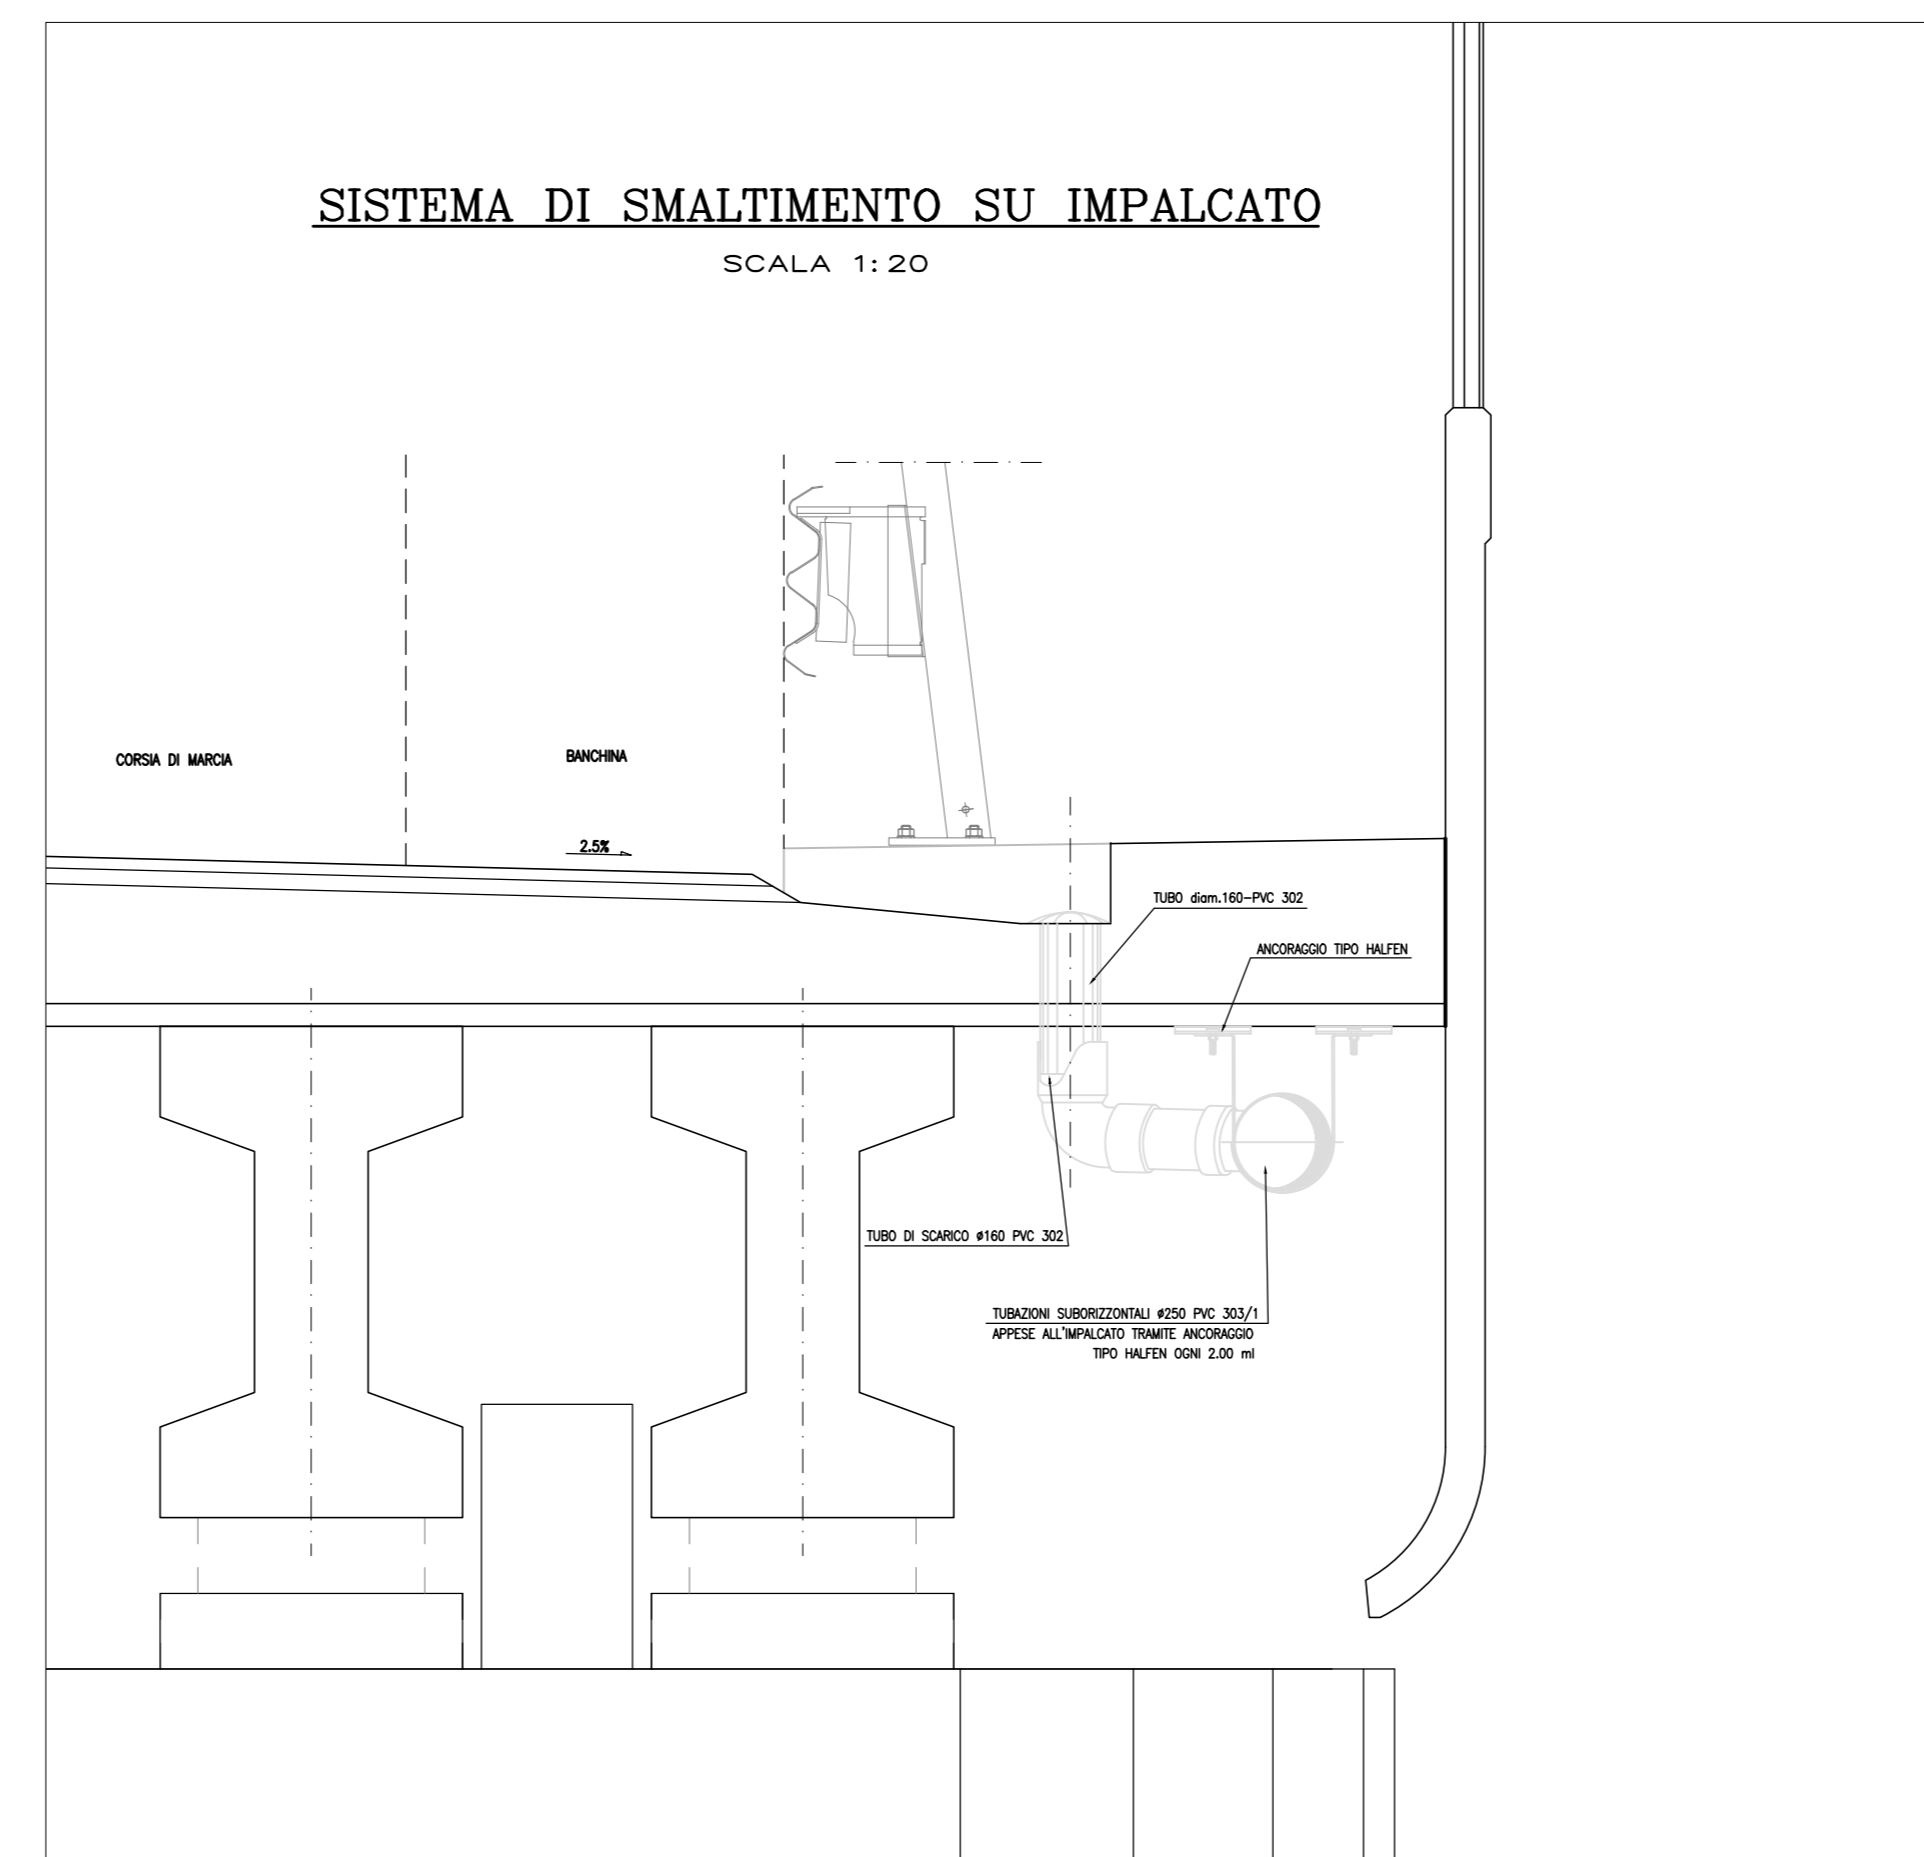 SISTEMA DI SMALTIMENTO SU IMPALCATO
SCALA 1:20
CORSIA DI MARCIA
BANCHINA
2.5%
TUBO diam.160-PVC 302
ANCORAGGIO TIPO HALFEN
TUBO DI SCARICO ø160 PVC 302
TUBAZIONI SUBORIZZONTALI ø250 PVC 303/1
APPESE ALL'IMPALCATO TRAMITE ANCORAGGIO
TIPO HALFEN OGNI 2.00 ml